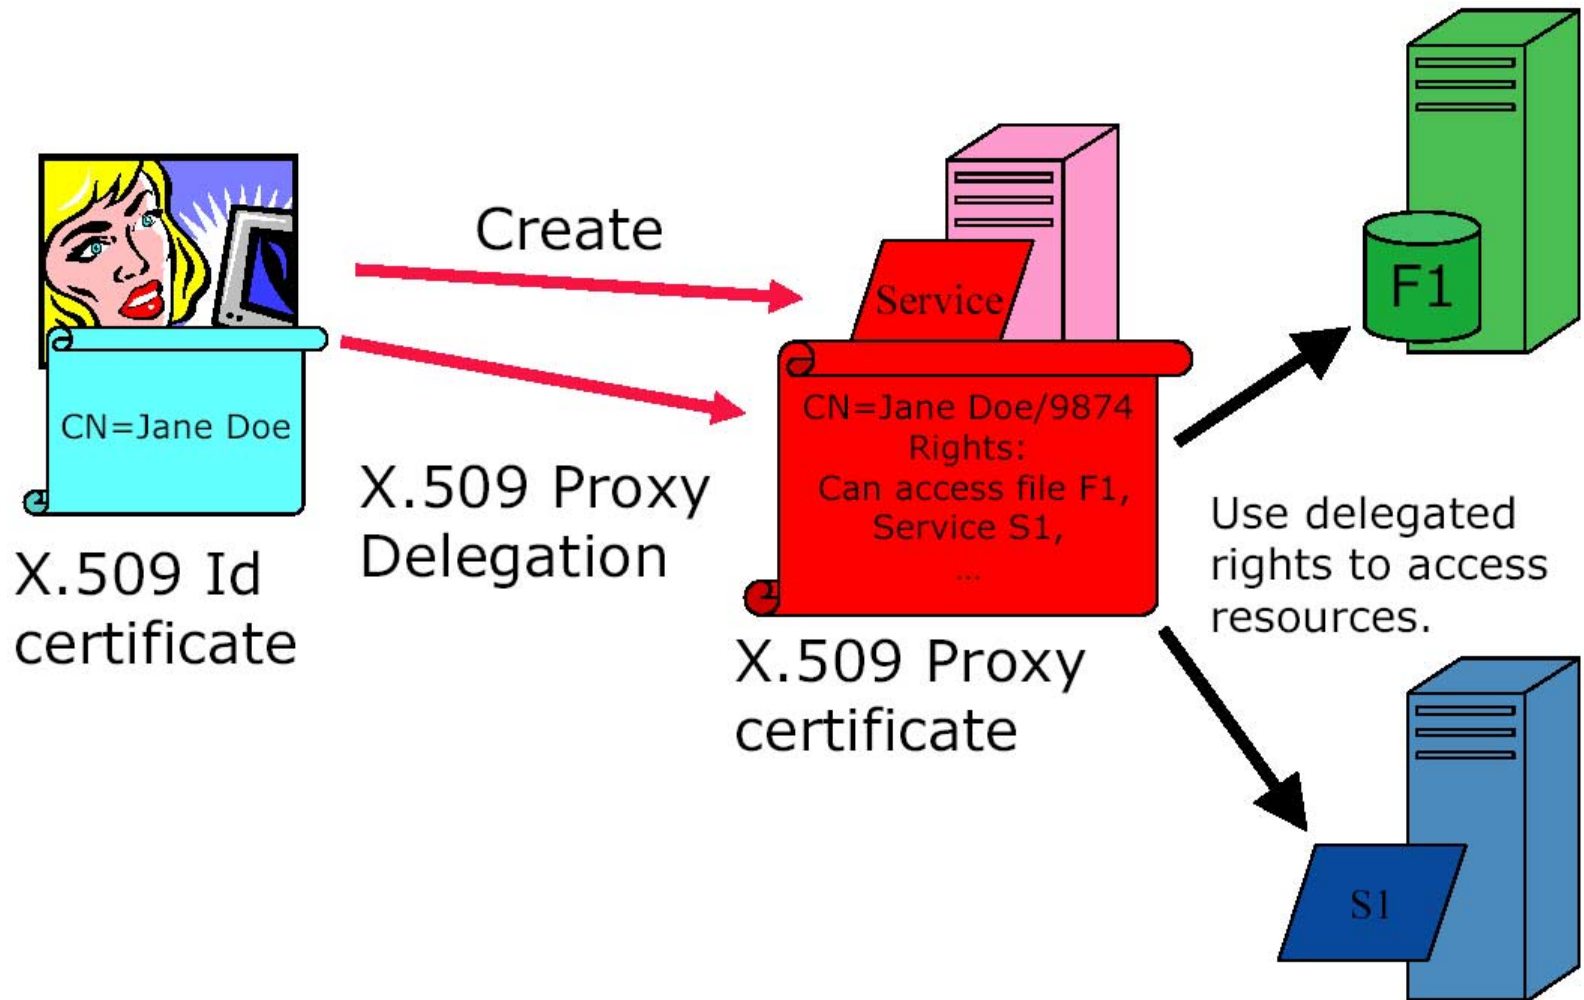 Create
Service
F1
CN=Jane Doe
CN=Jane Doe/9874
Rights:
Can access file F1,
Service S1,
...
X.509 Proxy
Delegation
X.509 Id
certificate
X.509 Proxy
certificate
Use delegated
rights to access
resources.
S1